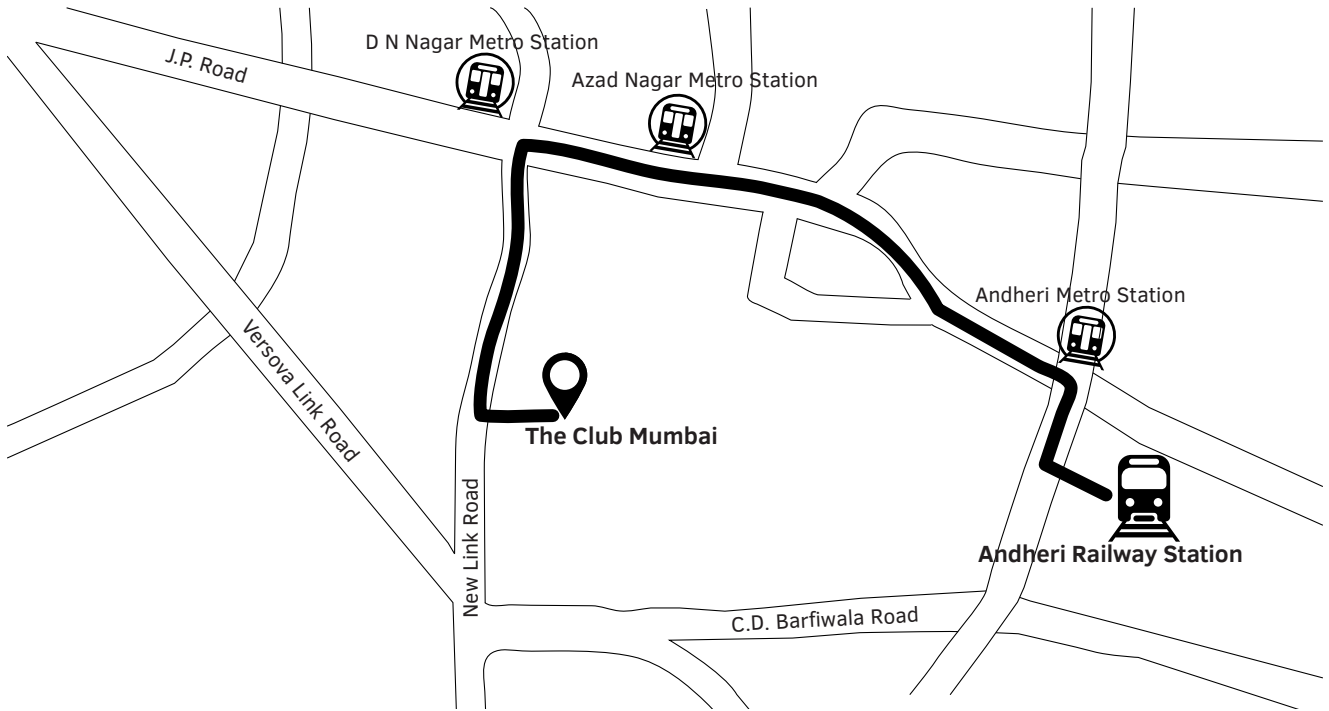 D N Nagar Metro Station
J.P. Road
Azad Nagar Metro Station
Andheri Metro Station
Versova Link Road
The Club Mumbai
New Link Road
Andheri Railway Station
C.D. Barfiwala Road